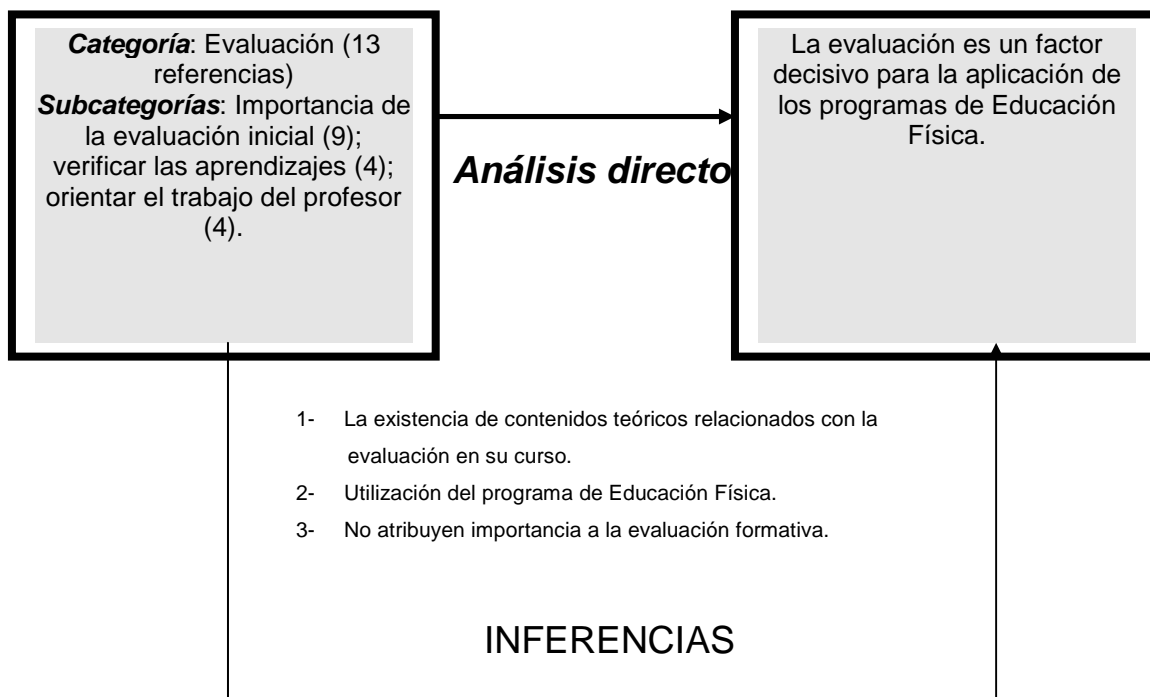 Categoría: Evaluación (13
referencias)
Subcategorías: Importancia de
la evaluación inicial (9);
verificar las aprendizajes (4);
orientar el trabajo del profesor
(4).
Análisis directo
La evaluación es un factor
decisivo para la aplicación de
los programas de Educación
Física.
1- La existencia de contenidos teóricos relacionados con la
evaluación en su curso.
2- Utilización del programa de Educación Física.
3- No atribuyen importancia a la evaluación formativa.
INFERENCIAS